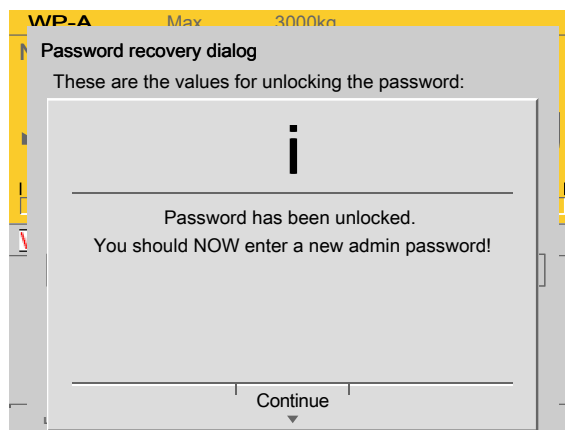 WP-A Max 3000kg
Password recovery dialog
These are the values for unlocking the password:
i
Password has been unlocked.
You should NOW enter a new admin password!
Continue